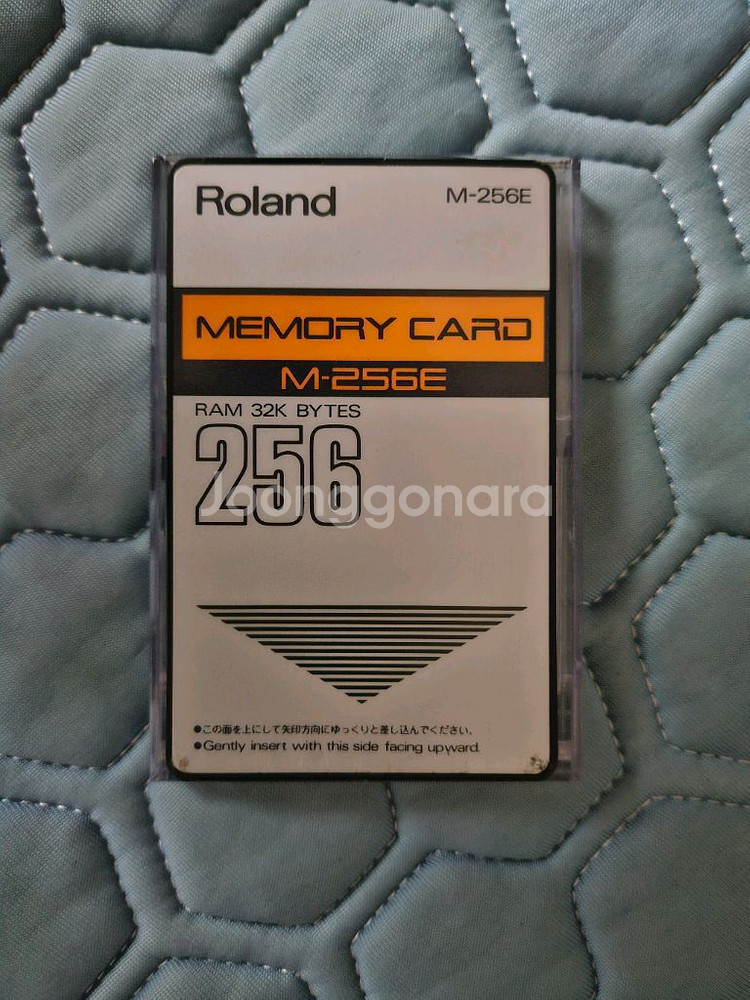 Roland
M-256E
MEMORY CARD
M-256E
RAM 32K BYTES
256
Joonggonara
●この面を上にして矢印方向にゆっくりと差し込んでください。
●Gently insert with this side facing upward.